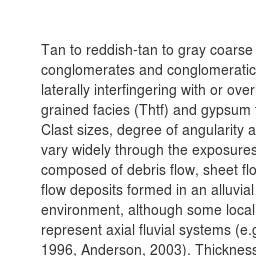 Tan to reddish-tan to gray coarse
conglomerates and conglomeratic
laterally interfingering with or over
grained facies (Thtf) and gypsum
Clast sizes, degree of angularity a
vary widely through the exposures
composed of debris flow, sheet flo
flow deposits formed in an alluvial
environment, although some local
represent axial fluvial systems (e.g
1996, Anderson, 2003). Thickness